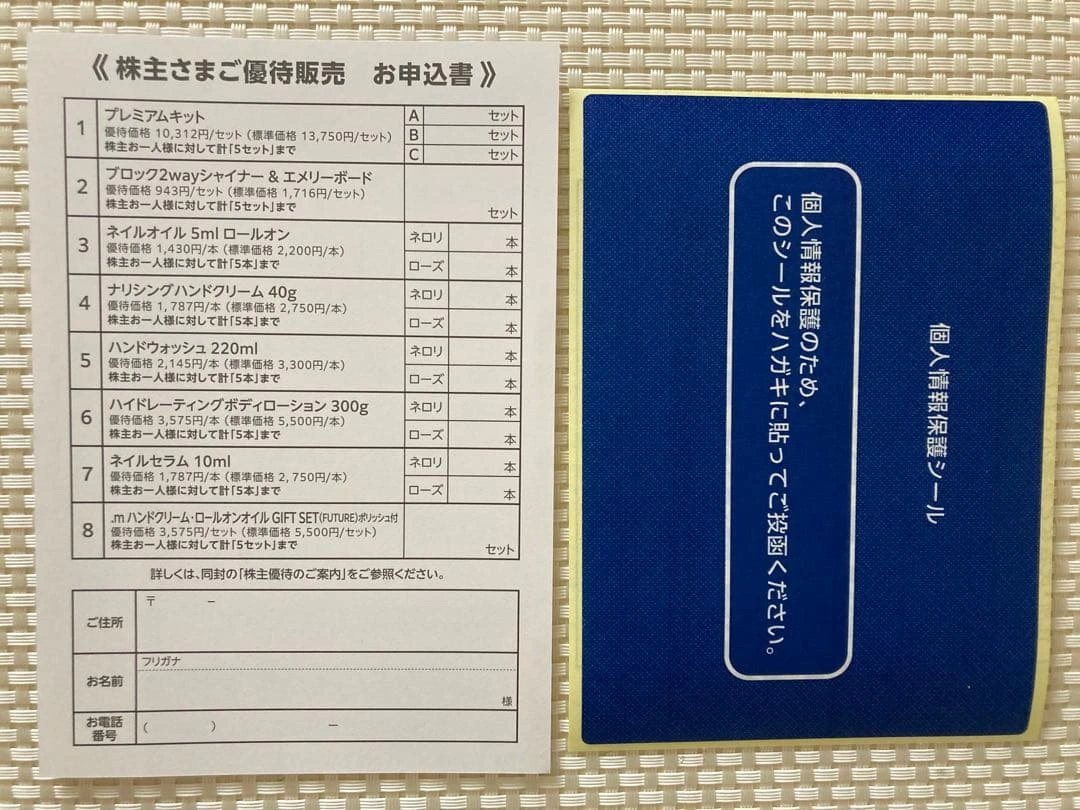 《 株主さまご優待販売　お申込書 》
1
プレミアムキット
優待価格 10,312円/セット（標準価格 13,750円/セット）
株主お一人様に対して計「5セット」まで
A セット
B セット
C セット
2
ブロック2wayシャイナー & エメリーボード
優待価格 943円/セット（標準価格 1,716円/セット）
株主お一人様に対して計「5セット」まで
セット
3
ネイルオイル 5ml ロールオン
優待価格 1,430円/本（標準価格 2,200円/本）
株主お一人様に対して計「5本」まで
ネロリ 本
ローズ 本
4
ナリシングハンドクリーム 40g
優待価格 1,787円/本（標準価格 2,750円/本）
株主お一人様に対して計「5本」まで
ネロリ 本
ローズ 本
5
ハンドウォッシュ 220ml
優待価格 2,145円/本（標準価格 3,300円/本）
株主お一人様に対して計「5本」まで
ネロリ 本
ローズ 本
6
ハイドレーティングボディローション 300g
優待価格 3,575円/本（標準価格 5,500円/本）
株主お一人様に対して計「5本」まで
ネロリ 本
ローズ 本
7
ネイルセラム 10ml
優待価格 1,787円/本（標準価格 2,750円/本）
株主お一人様に対して計「5本」まで
ネロリ 本
ローズ 本
8
.m ハンドクリーム・ロールオンオイル GIFT SET(FUTURE)ポリッシュ付
優待価格 3,575円/セット（標準価格 5,500円/セット）
株主お一人様に対して計「5セット」まで
セット
詳しくは、同封の「株主優待のご案内」をご参照ください。
ご住所
〒　　－
お名前
フリガナ
様
お電話
番号
（　　　）　　　－
個人情報保護シール
個人情報保護のため、
このシールをハガキに貼ってご投函ください。